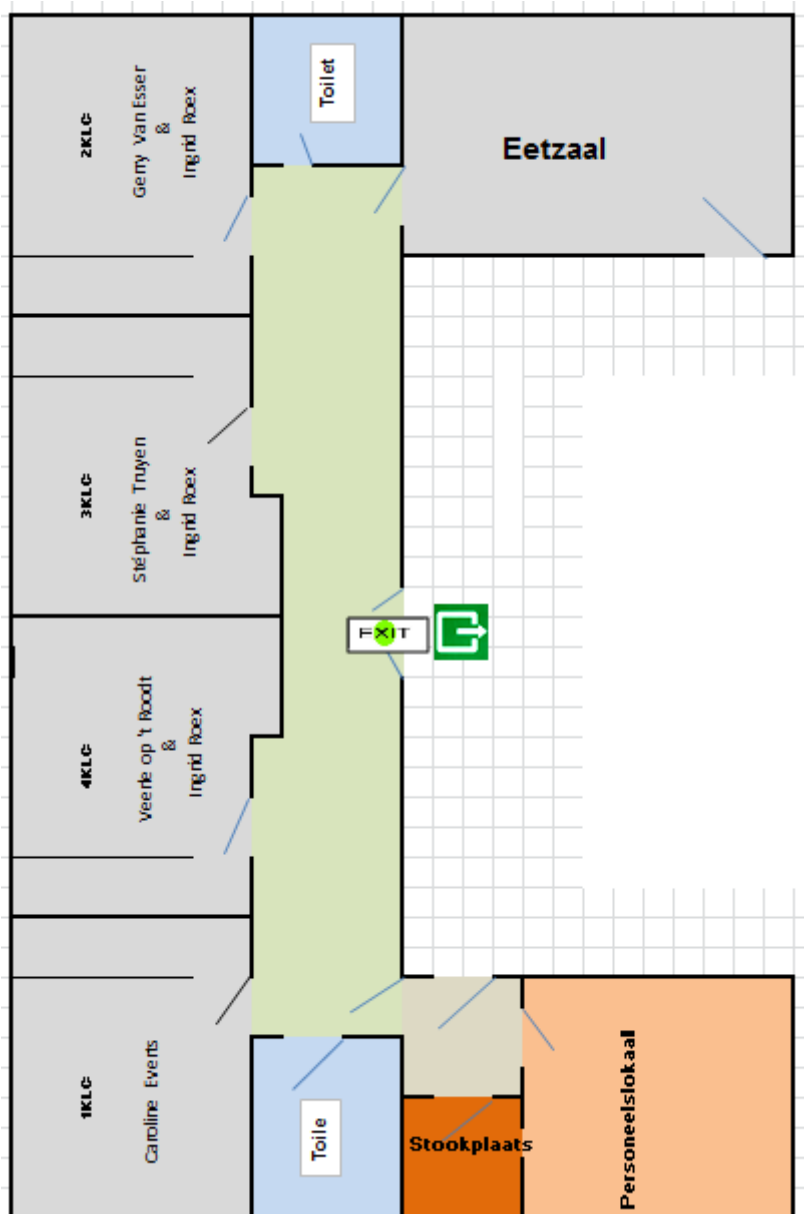 2KLC
Gerry Van Esser
&
Ingrid Roex
Toilet
Eetzaal
3KLC
Stéphanie Truyen
&
Ingrid Roex
EXIT
4KLC
Veerle op 't Roodt
&
Ingrid Roex
1KLC
Caroline Everts
Toile
Stookplaats
Personeelslokaal